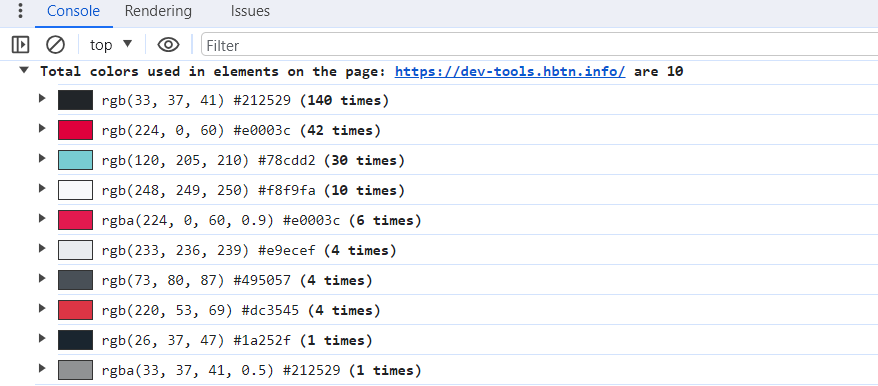 Console Rendering Issues
top Filter
Total colors used in elements on the page: https://dev-tools.hbtn.info/ are 10
rgb(33, 37, 41) #212529 (140 times)
rgb(224, 0, 60) #e0003c (42 times)
rgb(120, 205, 210) #78cdd2 (30 times)
rgb(248, 249, 250) #f8f9fa (10 times)
rgba(224, 0, 60, 0.9) #e0003c (6 times)
rgb(233, 236, 239) #e9ecef (4 times)
rgb(73, 80, 87) #495057 (4 times)
rgb(220, 53, 69) #dc3545 (4 times)
rgb(26, 37, 47) #1a252f (1 times)
rgba(33, 37, 41, 0.5) #212529 (1 times)